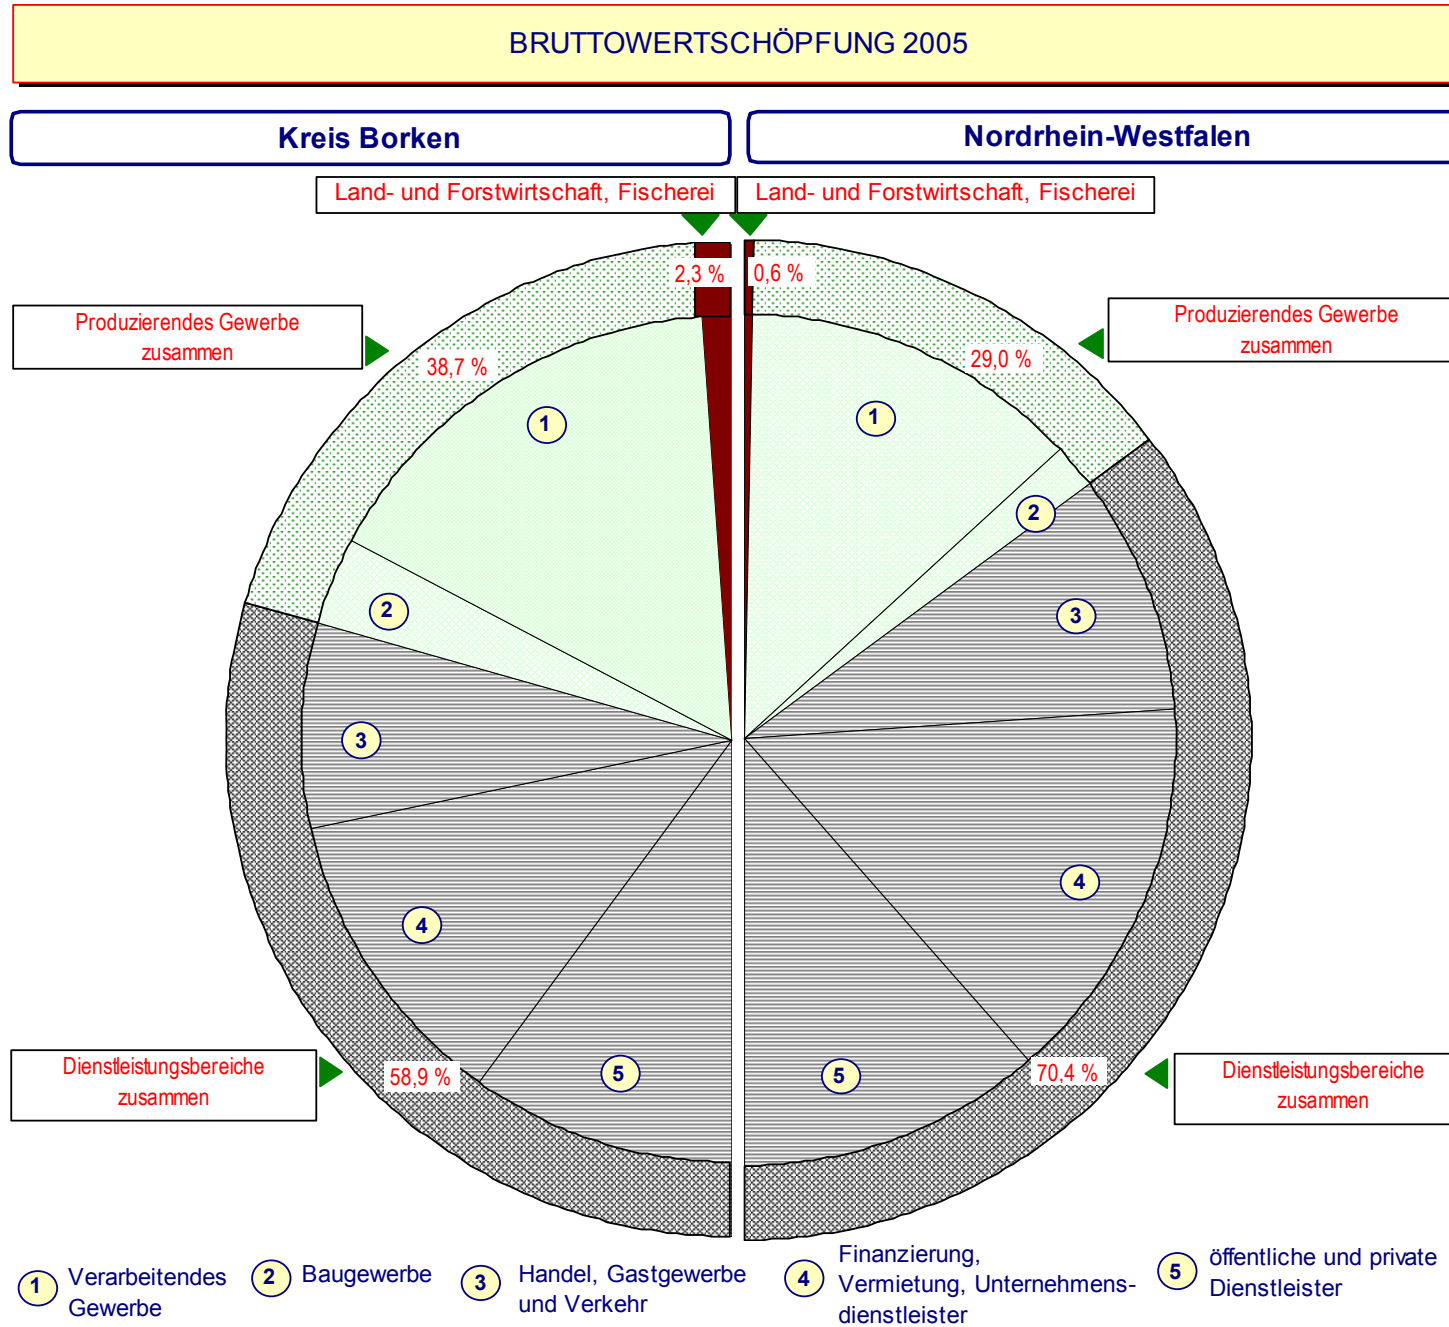 BRUTTOWERTSCHÖPFUNG 2005
Kreis Borken
Nordrhein-Westfalen
Land- und Forstwirtschaft, Fischerei
Land- und Forstwirtschaft, Fischerei
2,3 %
0,6 %
Produzierendes Gewerbe
zusammen
Produzierendes Gewerbe
zusammen
38,7 %
29,0 %
1
1
2
2
3
3
4
4
5
5
Dienstleistungsbereiche
zusammen
58,9 %
70,4 %
Dienstleistungsbereiche
zusammen
1 Verarbeitendes
Gewerbe
2 Baugewerbe
3 Handel, Gastgewerbe
und Verkehr
4 Finanzierung,
Vermietung, Unternehmens-
dienstleister
5 öffentliche und private
Dienstleister